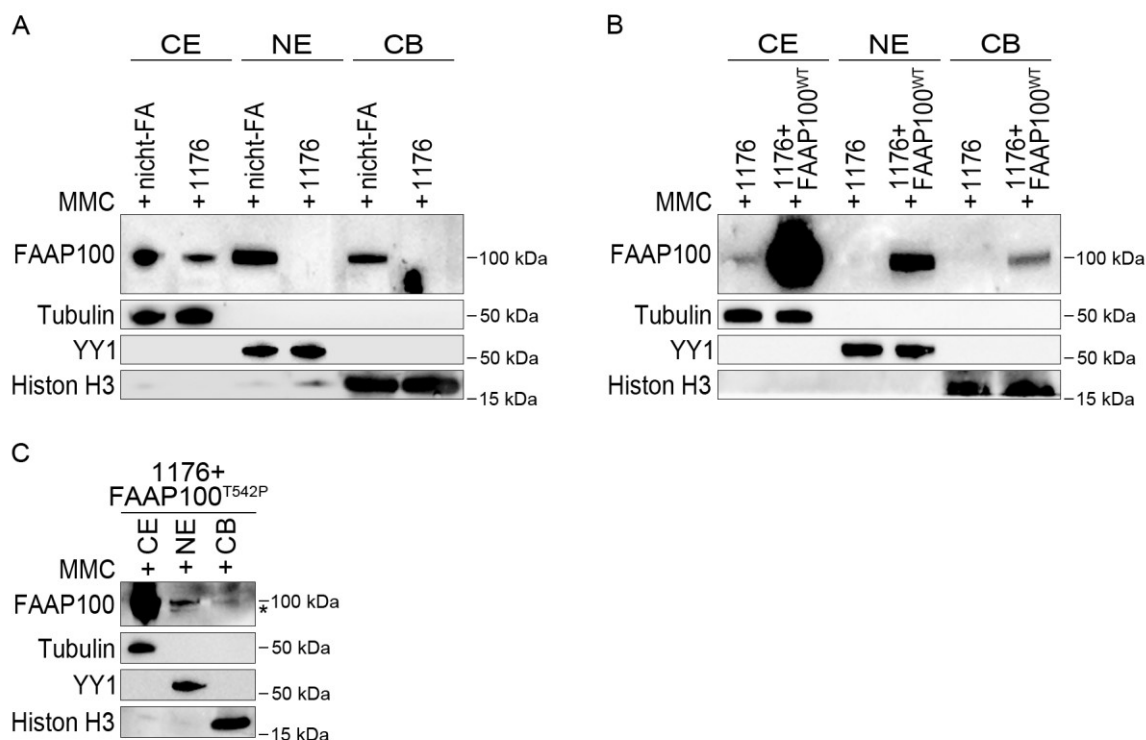 A
CE NE CB
nicht-FA 1176 nicht-FA 1176 nicht-FA 1176
MMC + + + + + +
FAAP100 100 kDa
Tubulin 50 kDa
YY1 50 kDa
Histon H3 15 kDa
B
CE NE CB
1176 1176+ FAAP100WT 1176 1176+ FAAP100WT 1176 1176+ FAAP100WT
MMC + + + + + +
FAAP100 100 kDa
Tubulin 50 kDa
YY1 50 kDa
Histon H3 15 kDa
C
1176+
FAAP100T542P
CE NE CB
MMC + + +
FAAP100 100 kDa
*
Tubulin 50 kDa
YY1 50 kDa
Histon H3 15 kDa